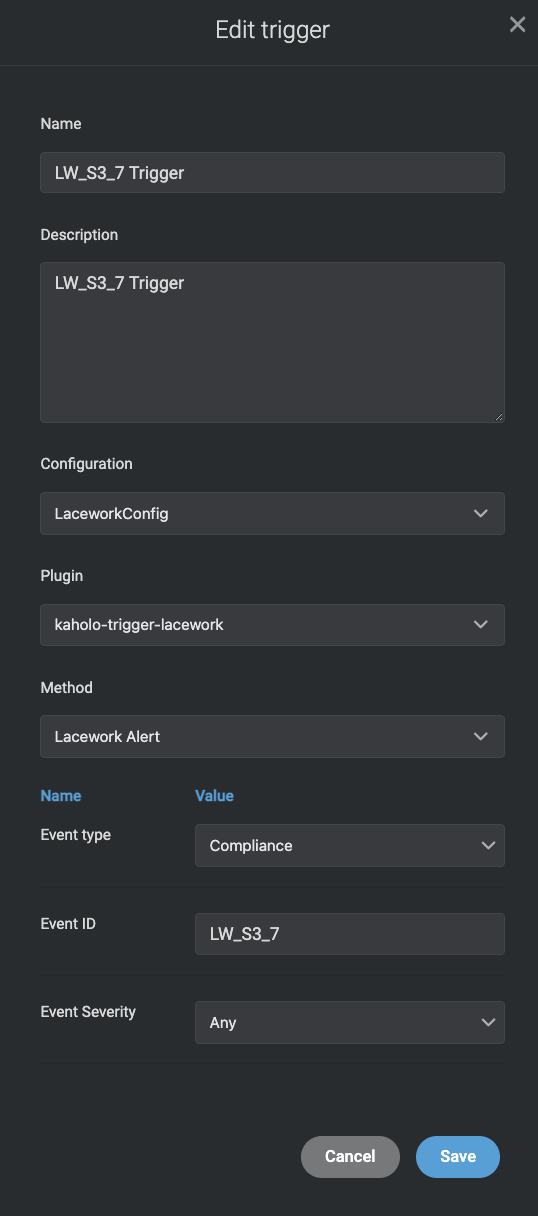 Edit trigger
Name
LW_S3_7 Trigger
Description
LW_S3_7 Trigger
Configuration
LaceworkConfig
Plugin
kaholo-trigger-lacework
Method
Lacework Alert
Name Value
Event type Compliance
Event ID LW_S3_7
Event Severity Any
Cancel Save